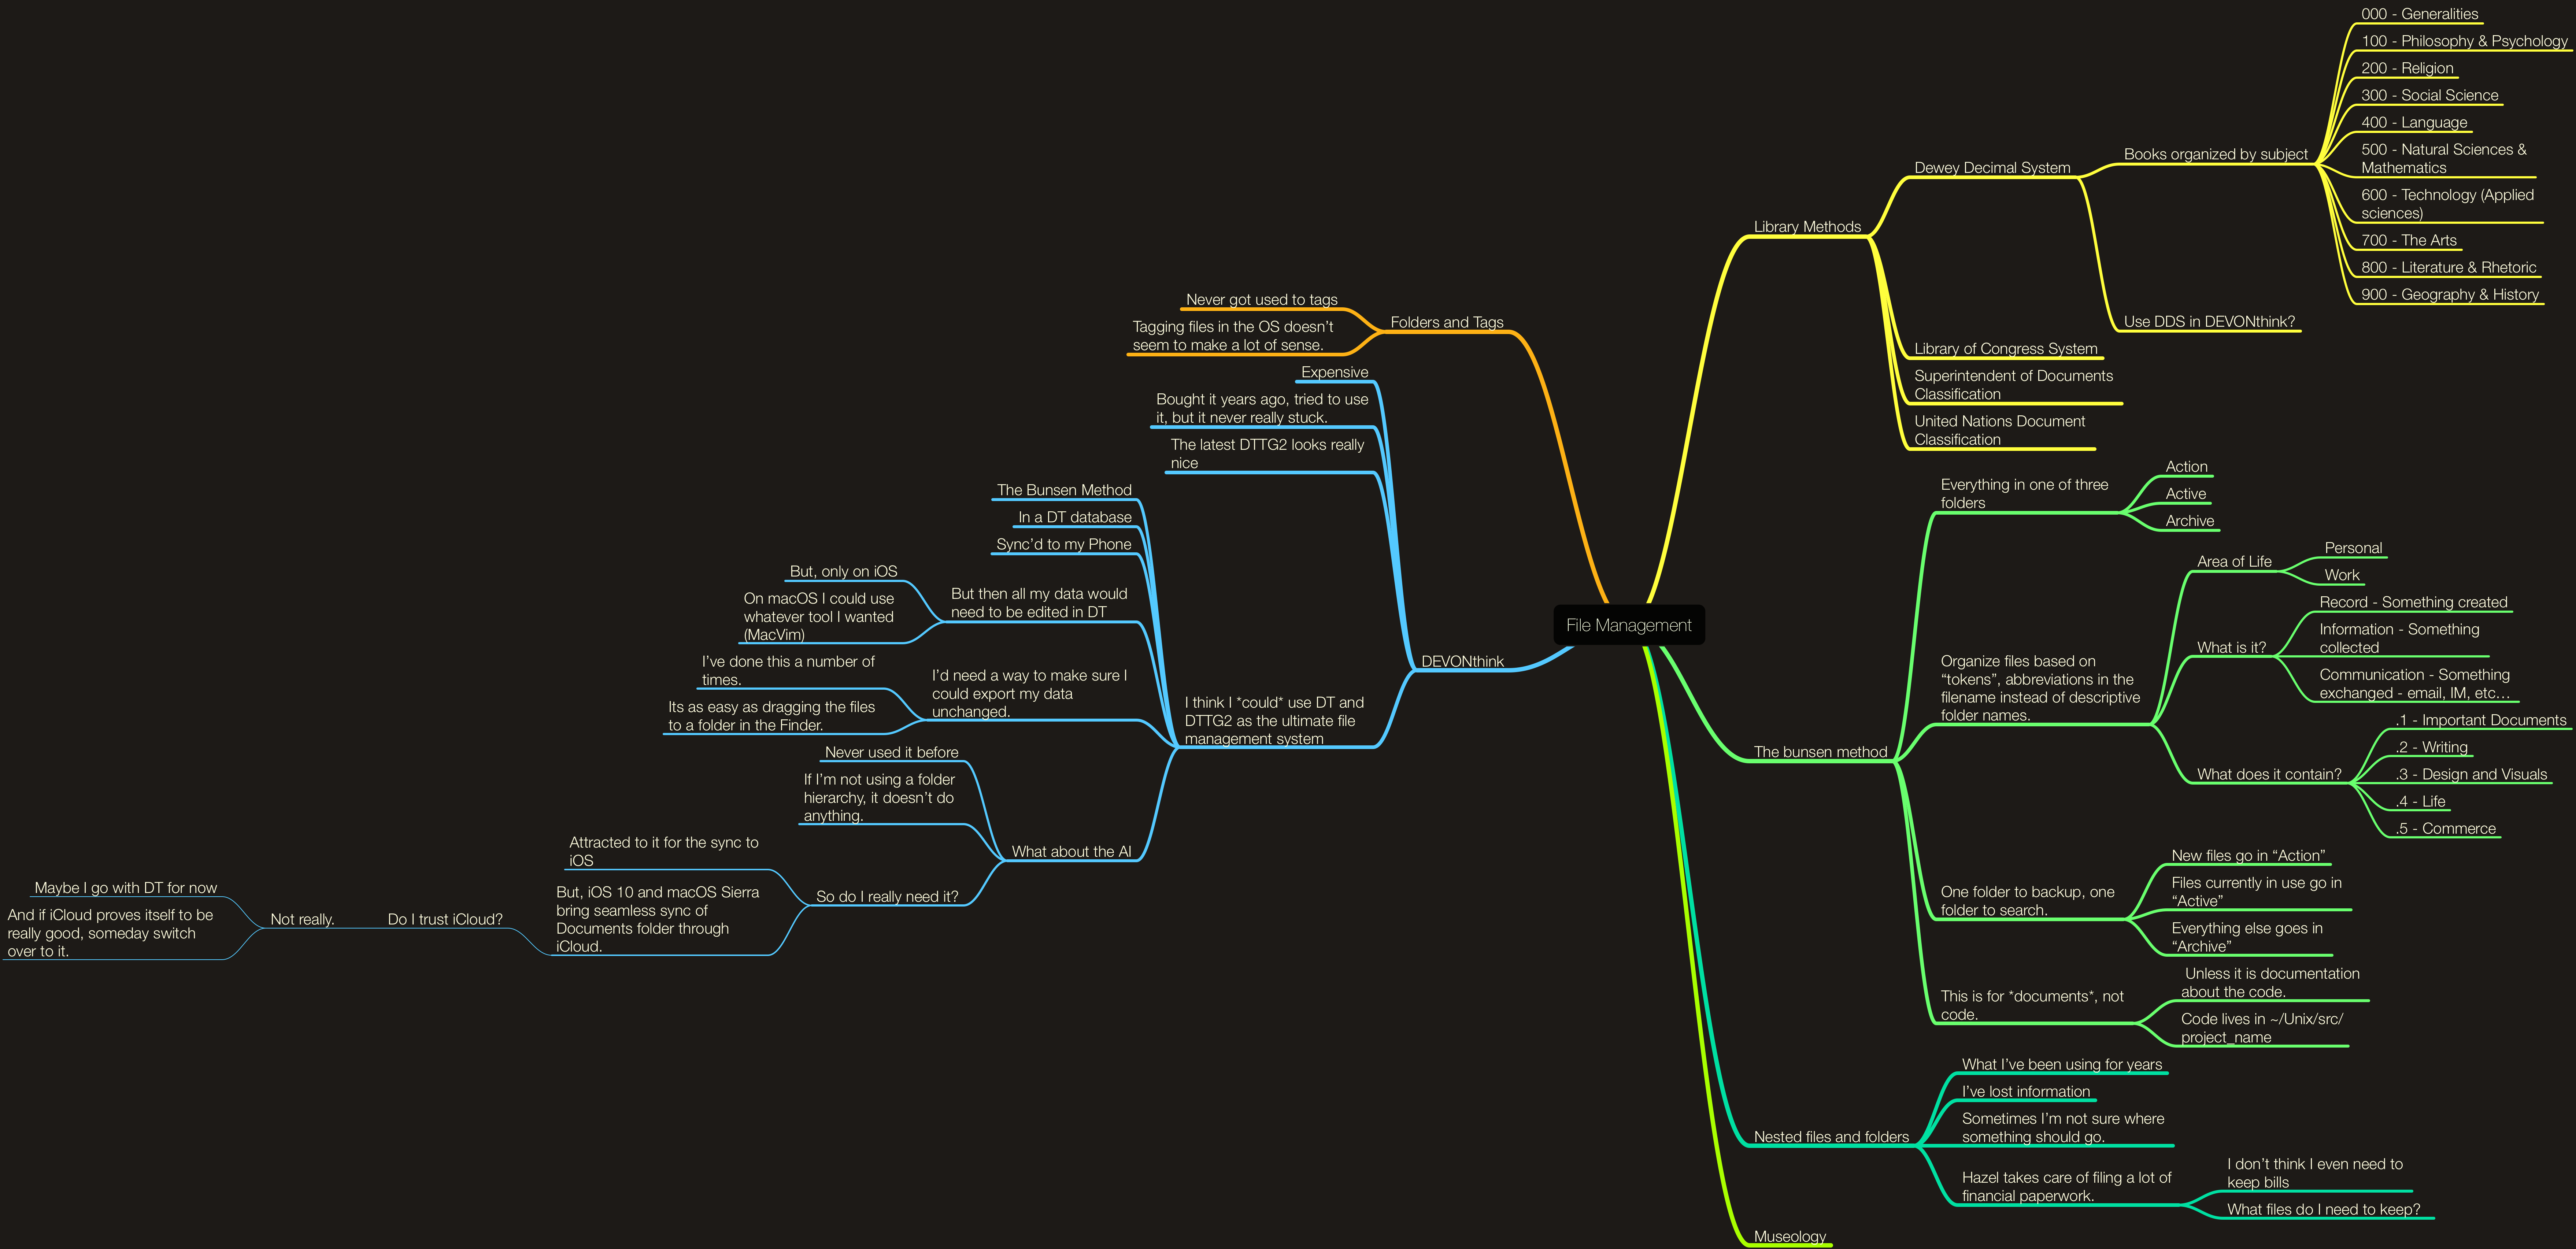 File Management
Library Methods
Dewey Decimal System
Books organized by subject
000 - Generalities
100 - Philosophy & Psychology
200 - Religion
300 - Social Science
400 - Language
500 - Natural Sciences &
Mathematics
600 - Technology (Applied
sciences)
700 - The Arts
800 - Literature & Rhetoric
900 - Geography & History
Use DDS in DEVONthink?
Library of Congress System
Superintendent of Documents
Classification
United Nations Document
Classification
The bunsen method
Everything in one of three
folders
Action
Active
Archive
Organize files based on
“tokens”, abbreviations in the
filename instead of descriptive
folder names.
Area of Life
Personal
Work
What is it?
Record - Something created
Information - Something
collected
Communication - Something
exchanged - email, IM, etc…
What does it contain?
.1 - Important Documents
.2 - Writing
.3 - Design and Visuals
.4 - Life
.5 - Commerce
One folder to backup, one
folder to search.
New files go in “Action”
Files currently in use go in
“Active”
Everything else goes in
“Archive”
This is for *documents*, not
code.
Unless it is documentation
about the code.
Code lives in ~/Unix/src/
project_name
Nested files and folders
What I’ve been using for years
I’ve lost information
Sometimes I’m not sure where
something should go.
Hazel takes care of filing a lot of
financial paperwork.
I don’t think I even need to
keep bills
What files do I need to keep?
Museology
Folders and Tags
Never got used to tags
Tagging files in the OS doesn’t
seem to make a lot of sense.
DEVONthink
Expensive
Bought it years ago, tried to use
it, but it never really stuck.
The latest DTTG2 looks really
nice
I think I *could* use DT and
DTTG2 as the ultimate file
management system
The Bunsen Method
In a DT database
Sync’d to my Phone
But then all my data would
need to be edited in DT
But, only on iOS
On macOS I could use
whatever tool I wanted
(MacVim)
I’d need a way to make sure I
could export my data
unchanged.
I’ve done this a number of
times.
Its as easy as dragging the files
to a folder in the Finder.
What about the AI
Never used it before
If I’m not using a folder
hierarchy, it doesn’t do
anything.
So do I really need it?
Attracted to it for the sync to
iOS
But, iOS 10 and macOS Sierra
bring seamless sync of
Documents folder through
iCloud.
Do I trust iCloud?
Not really.
Maybe I go with DT for now
And if iCloud proves itself to be
really good, someday switch
over to it.